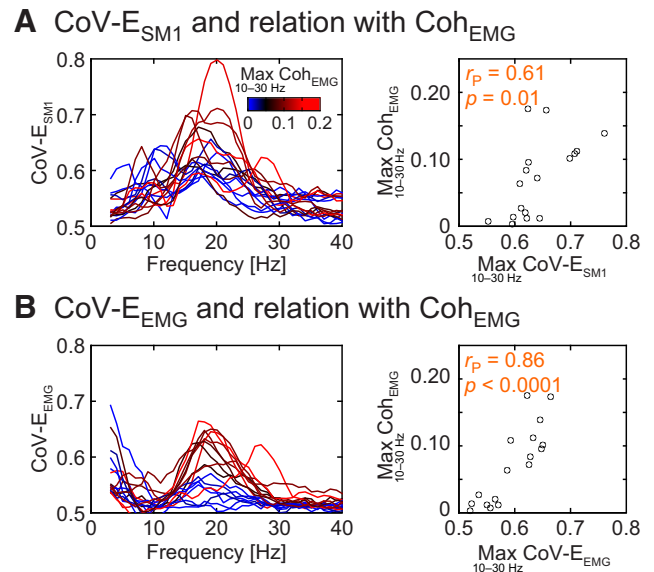 A CoV-E_SM1 and relation with Coh_EMG
0.8
0.7
0.6
0.5
CoV-E_SM1
Max Coh_EMG
10–30 Hz
0 0.1 0.2
0 10 20 30 40
Frequency [Hz]
r_P = 0.61
p = 0.01
0.20
0.10
0
Max Coh_EMG
10–30 Hz
0.5 0.6 0.7 0.8
Max CoV-E_SM1
10–30 Hz
B CoV-E_EMG and relation with Coh_EMG
0.8
0.7
0.6
0.5
CoV-E_EMG
0 10 20 30 40
Frequency [Hz]
r_P = 0.86
p < 0.0001
0.20
0.10
0
Max Coh_EMG
10–30 Hz
0.5 0.6 0.7 0.8
Max CoV-E_EMG
10–30 Hz